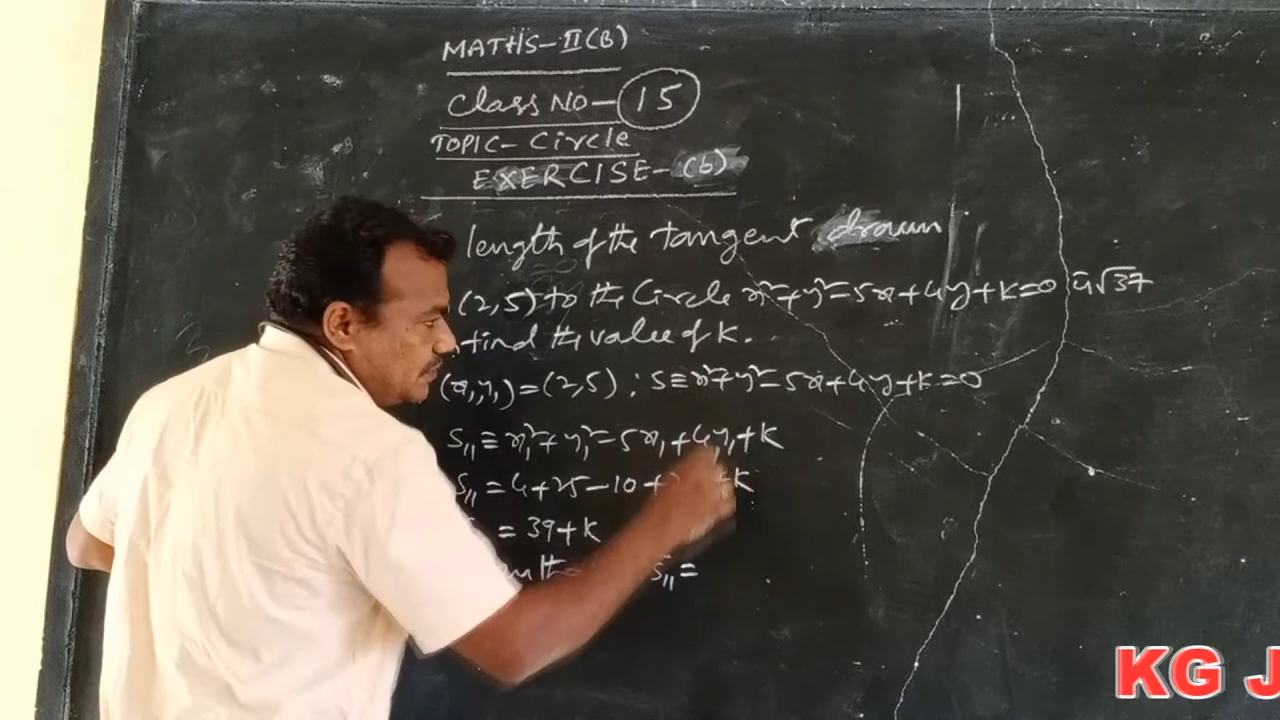 MATHS-II(B)
Class NO-15
TOPIC- Circle
EXERCISE-(b)
length of the tangent drawn
(2,5) to the Circle x²+y²-5x+4y+k=0 is √37
find the value of k.
(x₁,y₁)=(2,5) ; S≡x²+y²-5x+4y+k=0
S₁₁≡x₁²+y₁²-5x₁+4y₁+k
S₁₁=4+25-10+ +k
=39+k
S₁₁=
KG J